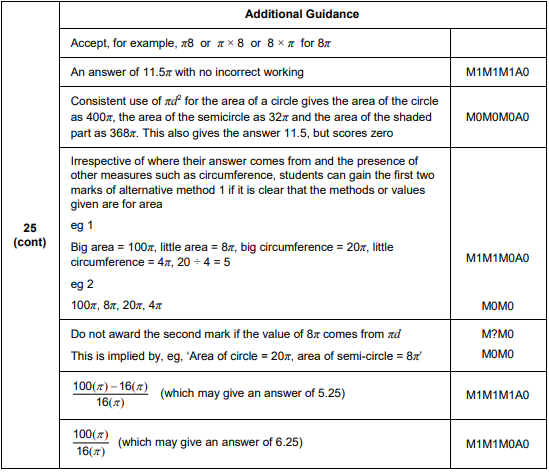 Additional Guidance
Accept, for example, π8 or π × 8 or 8 × π for 8π
An answer of 11.5π with no incorrect working
M1M1M1A0
Consistent use of πd² for the area of a circle gives the area of the circle
as 400π, the area of the semicircle as 32π and the area of the shaded
part as 368π. This also gives the answer 11.5, but scores zero
M0M0M0A0
25
(cont)
Irrespective of where their answer comes from and the presence of
other measures such as circumference, students can gain the first two
marks of alternative method 1 if it is clear that the methods or values
given are for area
eg 1
Big area = 100π, little area = 8π, big circumference = 20π, little
circumference = 4π, 20 ÷ 4 = 5
M1M1M0A0
eg 2
100π, 8π, 20π, 4π
M0M0
Do not award the second mark if the value of 8π comes from πd
M?M0
This is implied by, eg, ‘Area of circle = 20π, area of semi-circle = 8π’
M0M0
100(π) – 16(π)
16(π)
(which may give an answer of 5.25)
M1M1M1A0
100(π)
16(π)
(which may give an answer of 6.25)
M1M1M0A0